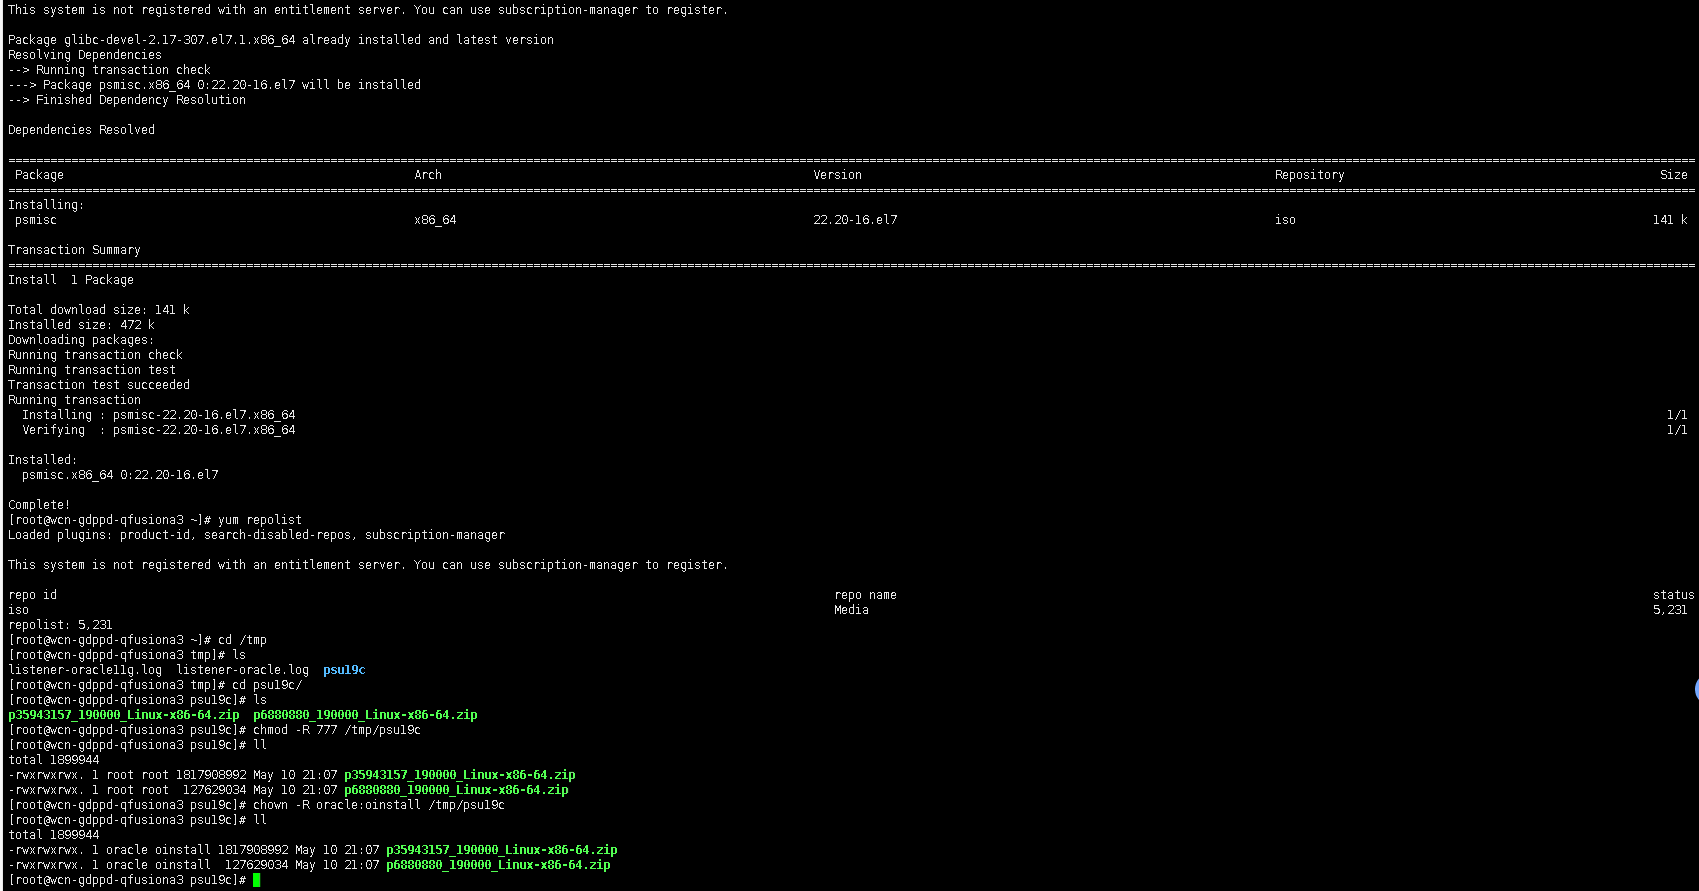 This system is not registered with an entitlement server. You can use subscription-manager to register.
Package glibc-devel-2.17-307.el7.1.x86_64 already installed and latest version
Resolving Dependencies
--> Running transaction check
---> Package psmisc.x86_64 0:22.20-16.el7 will be installed
--> Finished Dependency Resolution
Dependencies Resolved
Package Arch Version Repository Size
Installing:
psmisc x86_64 22.20-16.el7 iso 141 k
Transaction Summary
Install  1 Package
Total download size: 141 k
Installed size: 472 k
Downloading packages:
Running transaction check
Running transaction test
Transaction test succeeded
Running transaction
  Installing : psmisc-22.20-16.el7.x86_64 1/1
  Verifying  : psmisc-22.20-16.el7.x86_64 1/1
Installed:
  psmisc.x86_64 0:22.20-16.el7
Complete!
[root@wcn-gdppd-qfusiona3 ~]# yum repolist
Loaded plugins: product-id, search-disabled-repos, subscription-manager
This system is not registered with an entitlement server. You can use subscription-manager to register.
repo id repo name status
iso Media 5,231
repolist: 5,231
[root@wcn-gdppd-qfusiona3 ~]# cd /tmp
[root@wcn-gdppd-qfusiona3 tmp]# ls
listener-oracle11g.log  listener-oracle.log  psu19c
[root@wcn-gdppd-qfusiona3 tmp]# cd psu19c/
[root@wcn-gdppd-qfusiona3 psu19c]# ls
p35943157_190000_Linux-x86-64.zip  p6880880_190000_Linux-x86-64.zip
[root@wcn-gdppd-qfusiona3 psu19c]# chmod -R 777 /tmp/psu19c
[root@wcn-gdppd-qfusiona3 psu19c]# ll
total 1899944
-rwxrwxrwx. 1 root root 1817908992 May 10 21:07 p35943157_190000_Linux-x86-64.zip
-rwxrwxrwx. 1 root root  127629034 May 10 21:07 p6880880_190000_Linux-x86-64.zip
[root@wcn-gdppd-qfusiona3 psu19c]# chown -R oracle:oinstall /tmp/psu19c
[root@wcn-gdppd-qfusiona3 psu19c]# ll
total 1899944
-rwxrwxrwx. 1 oracle oinstall 1817908992 May 10 21:07 p35943157_190000_Linux-x86-64.zip
-rwxrwxrwx. 1 oracle oinstall  127629034 May 10 21:07 p6880880_190000_Linux-x86-64.zip
[root@wcn-gdppd-qfusiona3 psu19c]#